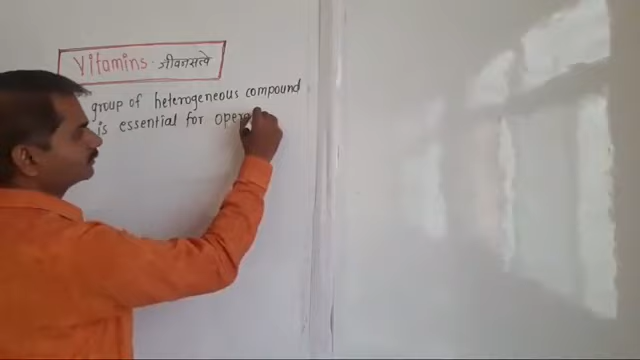 Vitamins. जीवनसत्वे
group of heterogeneous compound
is essential for opera